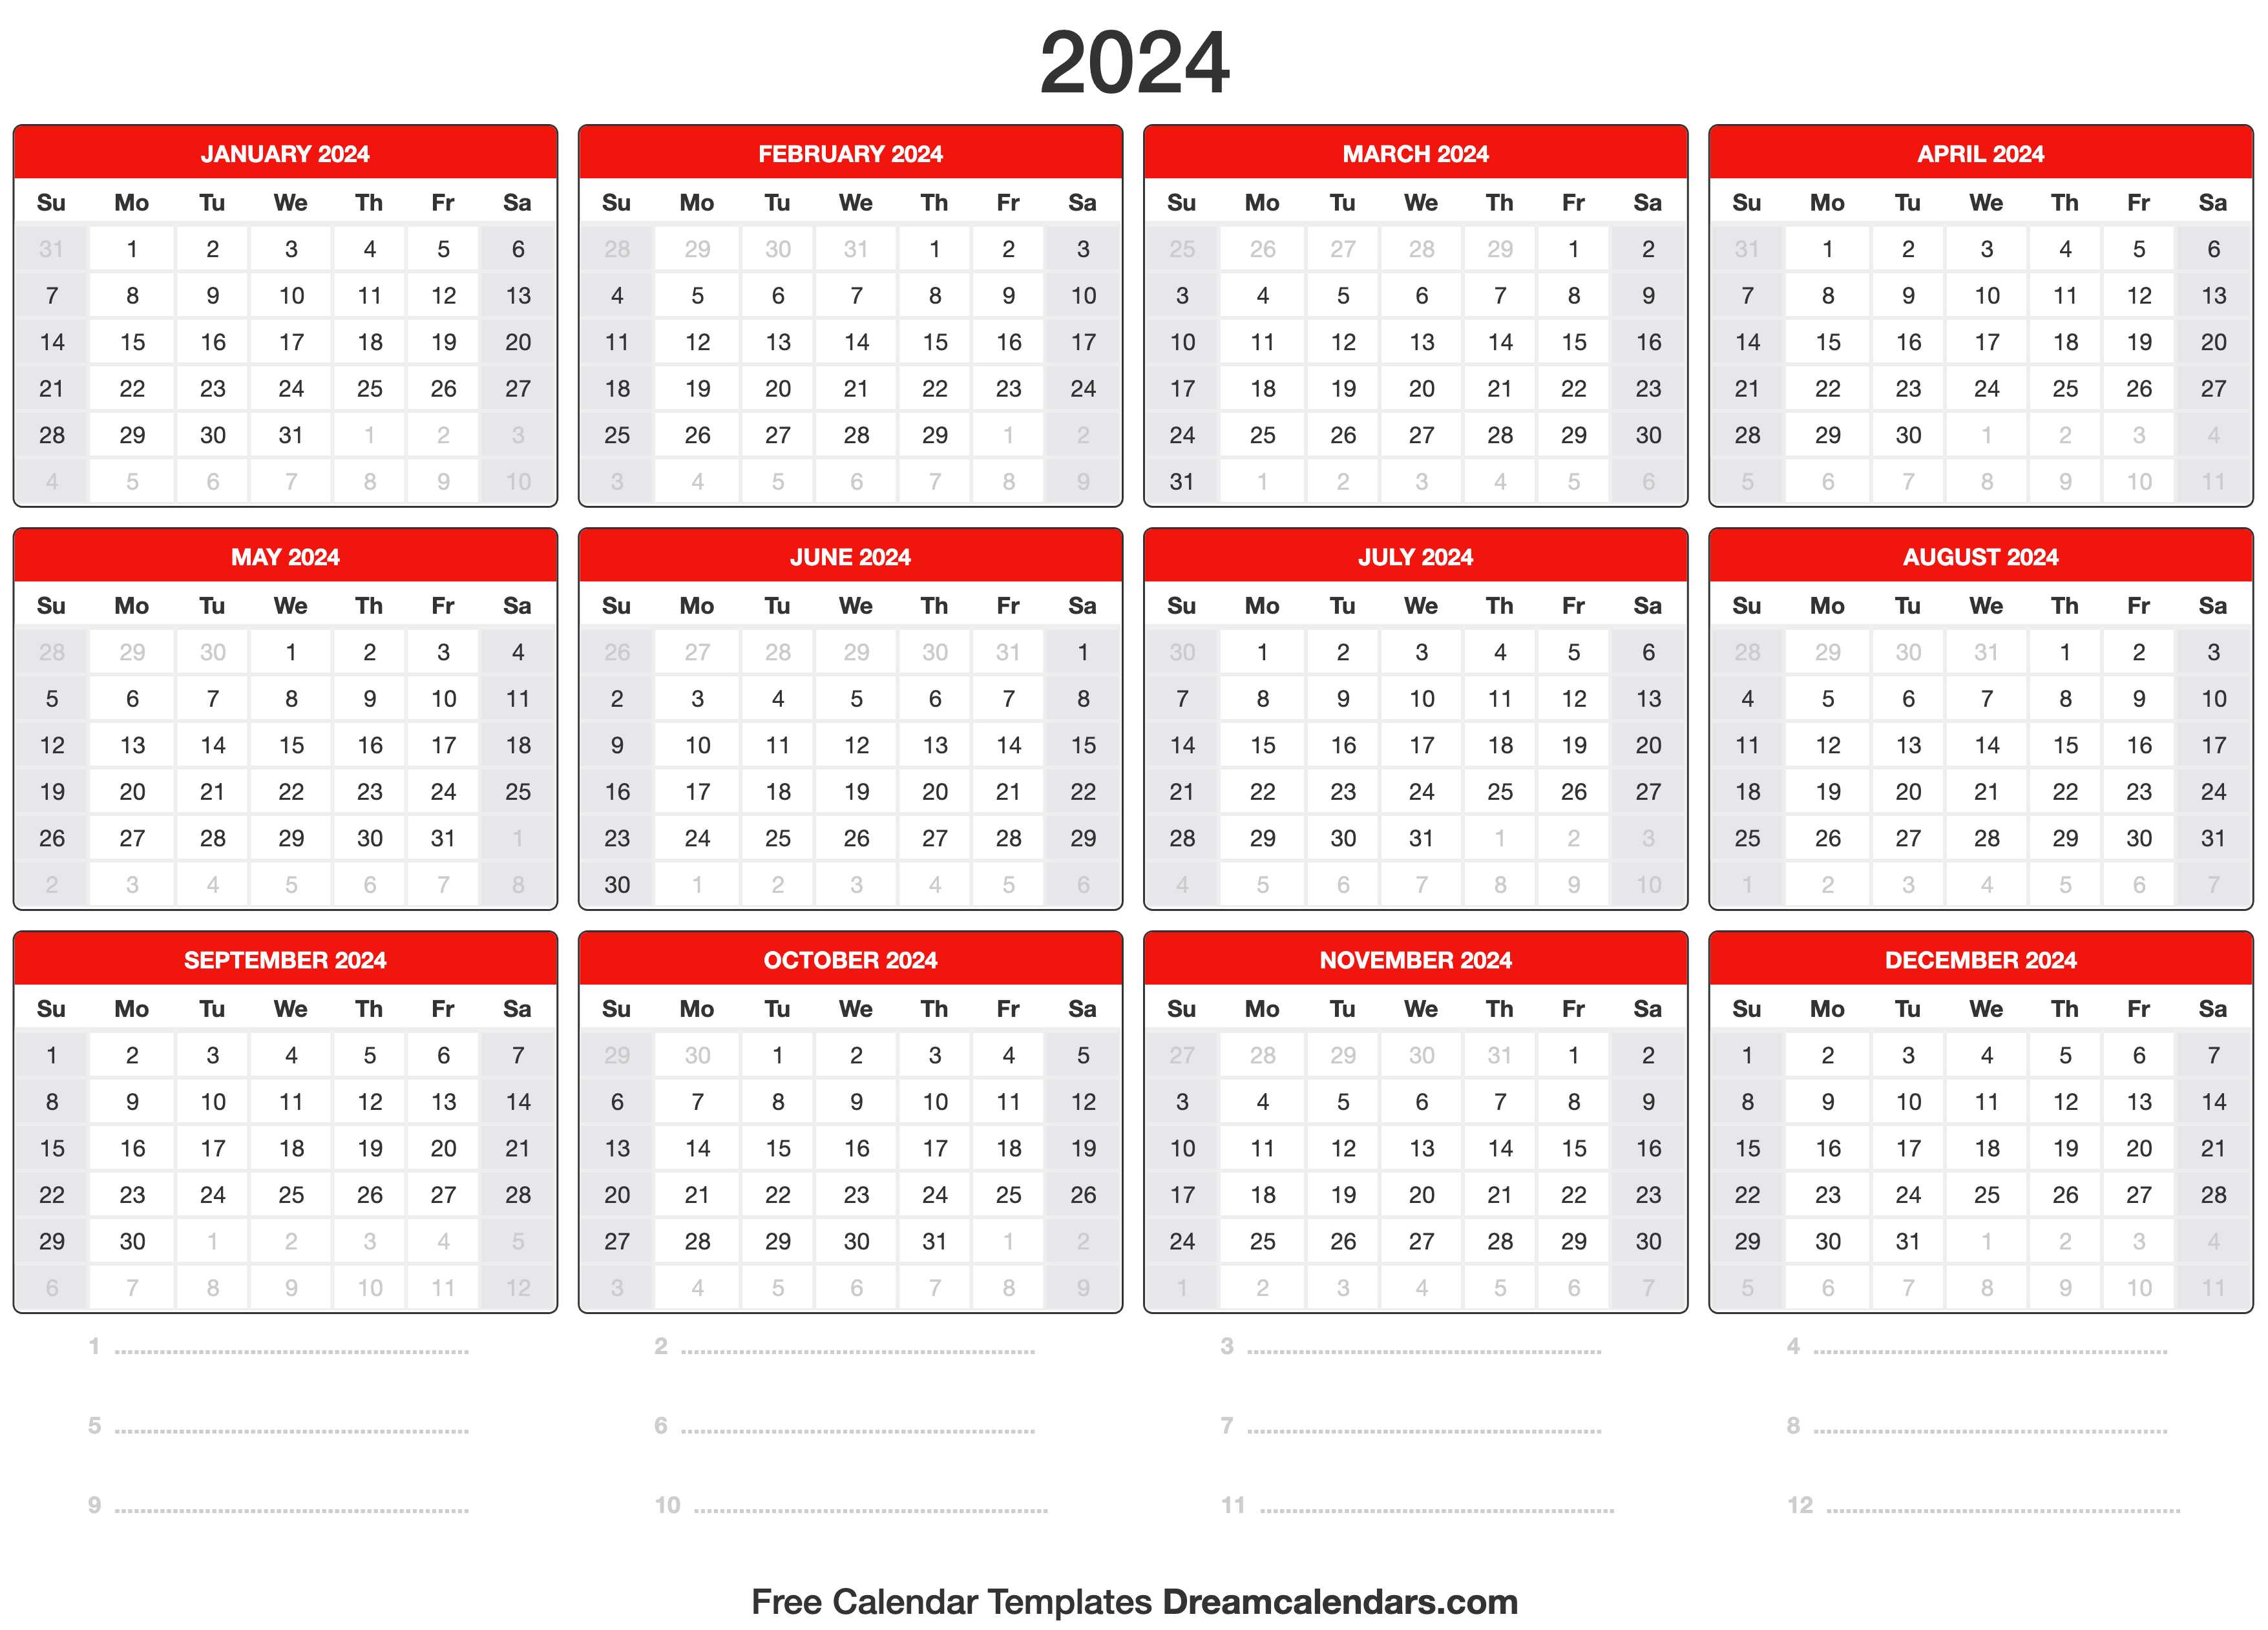 2024
JANUARY 2024 FEBRUARY 2024 MARCH 2024 APRIL 2024
Su Mo Tu We Th Fr Sa Su Mo Tu We Th Fr Sa Su Mo Tu We Th Fr Sa Su Mo Tu We Th Fr Sa
31 1 2 3 4 5 6 28 29 30 31 1 2 3 25 26 27 28 29 1 2 31 1 2 3 4 5 6
7 8 9 10 11 12 13 4 5 6 7 8 9 10 3 4 5 6 7 8 9 7 8 9 10 11 12 13
14 15 16 17 18 19 20 11 12 13 14 15 16 17 10 11 12 13 14 15 16 14 15 16 17 18 19 20
21 22 23 24 25 26 27 18 19 20 21 22 23 24 17 18 19 20 21 22 23 21 22 23 24 25 26 27
28 29 30 31 1 2 3 25 26 27 28 29 1 2 24 25 26 27 28 29 30 28 29 30 1 2 3 4
4 5 6 7 8 9 10 3 4 5 6 7 8 9 31 1 2 3 4 5 6 5 6 7 8 9 10 11
MAY 2024 JUNE 2024 JULY 2024 AUGUST 2024
Su Mo Tu We Th Fr Sa Su Mo Tu We Th Fr Sa Su Mo Tu We Th Fr Sa Su Mo Tu We Th Fr Sa
28 29 30 1 2 3 4 26 27 28 29 30 31 1 30 1 2 3 4 5 6 28 29 30 31 1 2 3
5 6 7 8 9 10 11 2 3 4 5 6 7 8 7 8 9 10 11 12 13 4 5 6 7 8 9 10
12 13 14 15 16 17 18 9 10 11 12 13 14 15 14 15 16 17 18 19 20 11 12 13 14 15 16 17
19 20 21 22 23 24 25 16 17 18 19 20 21 22 21 22 23 24 25 26 27 18 19 20 21 22 23 24
26 27 28 29 30 31 1 23 24 25 26 27 28 29 28 29 30 31 1 2 3 25 26 27 28 29 30 31
2 3 4 5 6 7 8 30 1 2 3 4 5 6 4 5 6 7 8 9 10 1 2 3 4 5 6 7
SEPTEMBER 2024 OCTOBER 2024 NOVEMBER 2024 DECEMBER 2024
Su Mo Tu We Th Fr Sa Su Mo Tu We Th Fr Sa Su Mo Tu We Th Fr Sa Su Mo Tu We Th Fr Sa
1 2 3 4 5 6 7 29 30 1 2 3 4 5 27 28 29 30 31 1 2 1 2 3 4 5 6 7
8 9 10 11 12 13 14 6 7 8 9 10 11 12 3 4 5 6 7 8 9 8 9 10 11 12 13 14
15 16 17 18 19 20 21 13 14 15 16 17 18 19 10 11 12 13 14 15 16 15 16 17 18 19 20 21
22 23 24 25 26 27 28 20 21 22 23 24 25 26 17 18 19 20 21 22 23 22 23 24 25 26 27 28
29 30 1 2 3 4 5 27 28 29 30 31 1 2 24 25 26 27 28 29 30 29 30 31 1 2 3 4
6 7 8 9 10 11 12 3 4 5 6 7 8 9 1 2 3 4 5 6 7 5 6 7 8 9 10 11
1 2 3 4
5 6 7 8
9 10 11 12
Free Calendar Templates Dreamcalendars.com